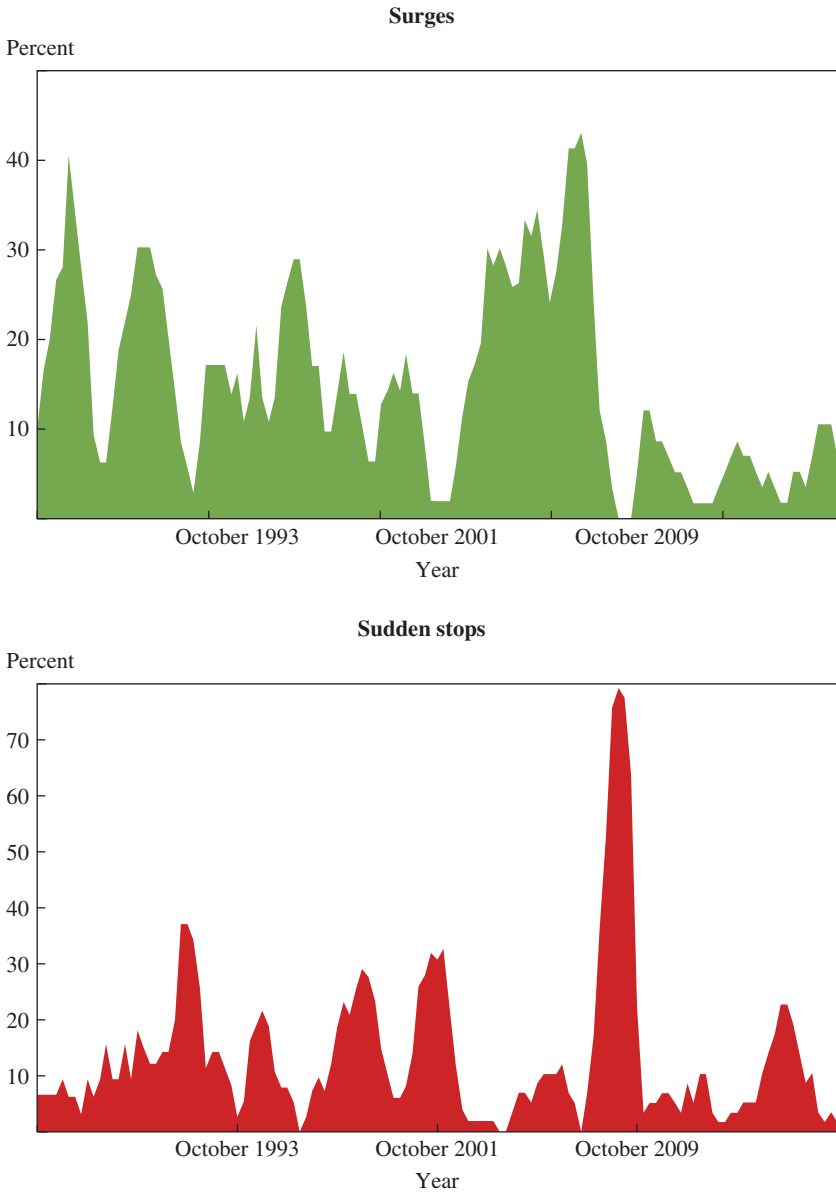 Surges
Percent
40
30
20
10
October 1993 October 2001 October 2009
Year
Sudden stops
Percent
70
60
50
40
30
20
10
October 1993 October 2001 October 2009
Year